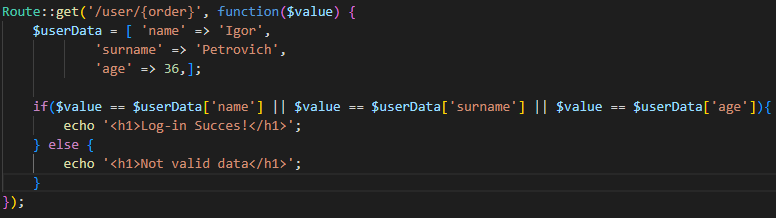 Route::get('/user/{order}', function($value) {
    $userData = [ 'name' => 'Igor',
            'surname' => 'Petrovich',
            'age' => 36,];

    if($value == $userData['name'] || $value == $userData['surname'] || $value == $userData['age']){
        echo '<h1>Log-in Succes!</h1>';
    } else {
        echo '<h1>Not valid data</h1>';
    }
});